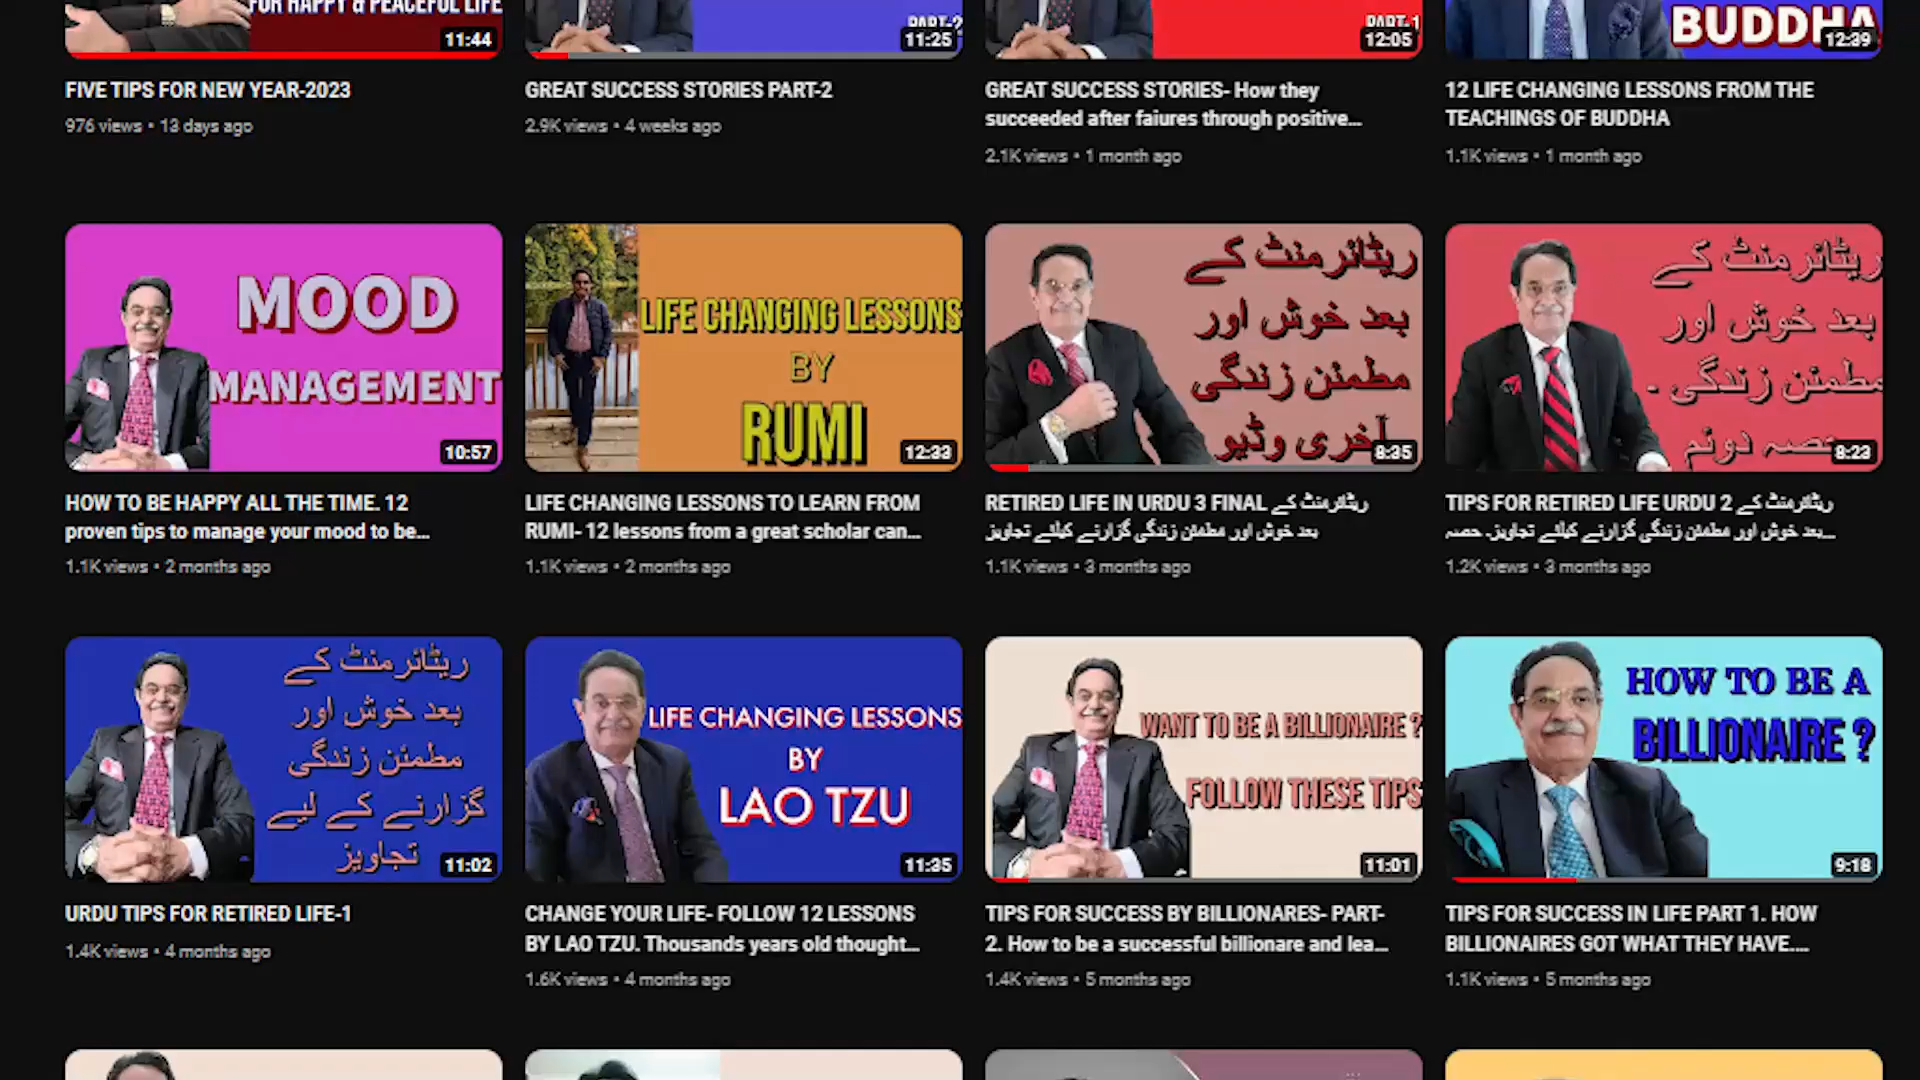 FOR HAPPY & PEACEFUL LIFE
11:44
PART-2
11:25
PART-1
12:05
BUDDHA
12:39
FIVE TIPS FOR NEW YEAR-2023
976 views • 13 days ago
GREAT SUCCESS STORIES PART-2
2.9K views • 4 weeks ago
GREAT SUCCESS STORIES- How they
succeeded after faiures through positive...
2.1K views • 1 month ago
12 LIFE CHANGING LESSONS FROM THE
TEACHINGS OF BUDDHA
1.1K views • 1 month ago
MOOD
MANAGEMENT
10:57
LIFE CHANGING LESSONS
BY
RUMI
12:33
ریٹائرمنٹ کے
بعد خوش اور
مطمئن زندگی
آخری وڈیو
8:35
ریٹائرمنٹ کے
بعد خوش اور
مطمئن زندگی ۔
حصہ دوئم
8:23
HOW TO BE HAPPY ALL THE TIME. 12
proven tips to manage your mood to be...
1.1K views • 2 months ago
LIFE CHANGING LESSONS TO LEARN FROM
RUMI- 12 lessons from a great scholar can...
1.1K views • 2 months ago
RETIRED LIFE IN URDU 3 FINAL ریٹائرمنٹ کے
بعد خوش اور مطمئن زندگی گزارنے کیلئے تجاویز
1.1K views • 3 months ago
TIPS FOR RETIRED LIFE URDU 2 ریٹائرمنٹ کے
بعد خوش اور مطمئن زندگی گزارنے کیلئے تجاویز۔ حصہ...
1.2K views • 3 months ago
ریٹائرمنٹ کے
بعد خوش اور
مطمئن زندگی
گزارنے کے لیے
تجاویز
11:02
LIFE CHANGING LESSONS
BY
LAO TZU
11:35
WANT TO BE A BILLIONAIRE ?
FOLLOW THESE TIPS
11:01
HOW TO BE A
BILLIONAIRE ?
9:18
URDU TIPS FOR RETIRED LIFE-1
1.4K views • 4 months ago
CHANGE YOUR LIFE- FOLLOW 12 LESSONS
BY LAO TZU. Thousands years old thought...
1.6K views • 4 months ago
TIPS FOR SUCCESS BY BILLIONARES- PART-
2. How to be a successful billionare and lea...
1.4K views • 5 months ago
TIPS FOR SUCCESS IN LIFE PART 1. HOW
BILLIONAIRES GOT WHAT THEY HAVE....
1.1K views • 5 months ago